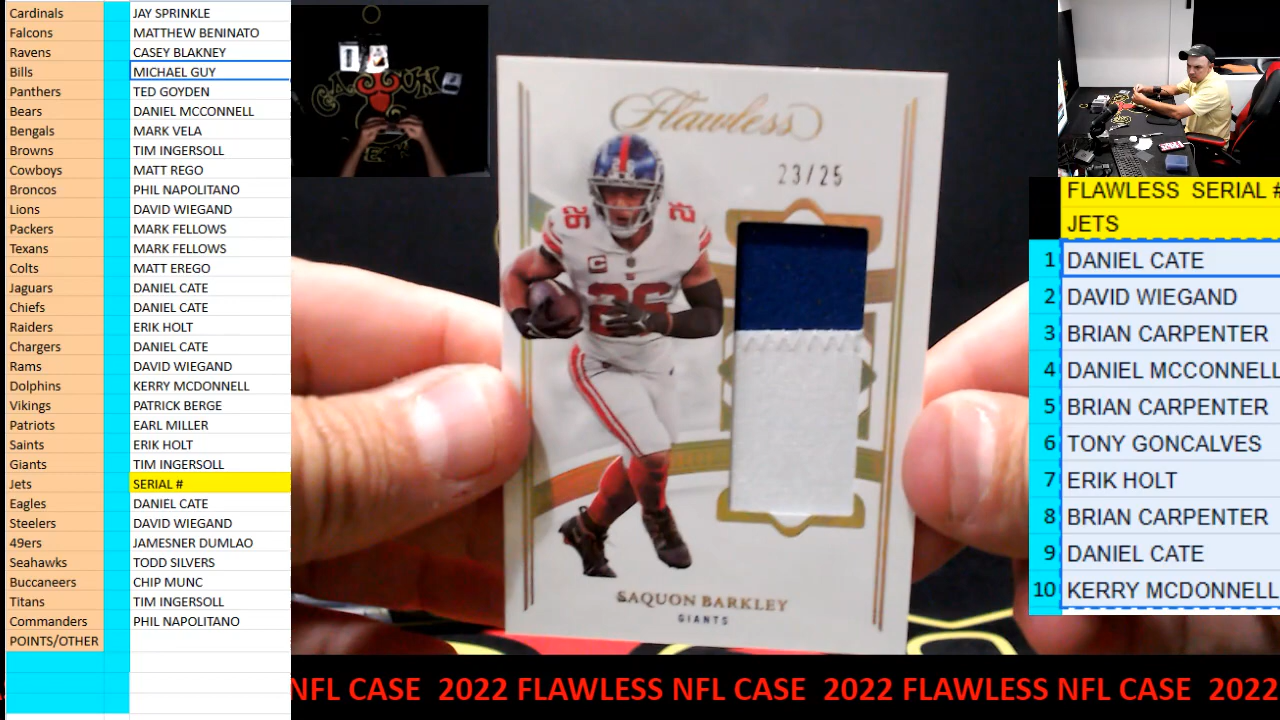 Cardinals JAY SPRINKLE
Falcons MATTHEW BENINATO
Ravens CASEY BLAKNEY
Bills MICHAEL GUY
Panthers TED GOYDEN
Bears DANIEL MCCONNELL
Bengals MARK VELA
Browns TIM INGERSOLL
Cowboys MATT REGO
Broncos PHIL NAPOLITANO
Lions DAVID WIEGAND
Packers MARK FELLOWS
Texans MARK FELLOWS
Colts MATT EREGO
Jaguars DANIEL CATE
Chiefs DANIEL CATE
Raiders ERIK HOLT
Chargers DANIEL CATE
Rams DAVID WIEGAND
Dolphins KERRY MCDONNELL
Vikings PATRICK BERGE
Patriots EARL MILLER
Saints ERIK HOLT
Giants TIM INGERSOLL
Jets SERIAL #
Eagles DANIEL CATE
Steelers DAVID WIEGAND
49ers JAMESNER DUMLAO
Seahawks TODD SILVERS
Buccaneers CHIP MUNC
Titans TIM INGERSOLL
Commanders PHIL NAPOLITANO
POINTS/OTHER
Flawless
23/25
26
26
C
26
SAQUON BARKLEY
GIANTS
FLAWLESS SERIAL #
JETS
1 DANIEL CATE
2 DAVID WIEGAND
3 BRIAN CARPENTER
4 DANIEL MCCONNELL
5 BRIAN CARPENTER
6 TONY GONCALVES
7 ERIK HOLT
8 BRIAN CARPENTER
9 DANIEL CATE
10 KERRY MCDONNELL
NFL CASE 2022 FLAWLESS NFL CASE 2022 FLAWLESS NFL CASE 2022